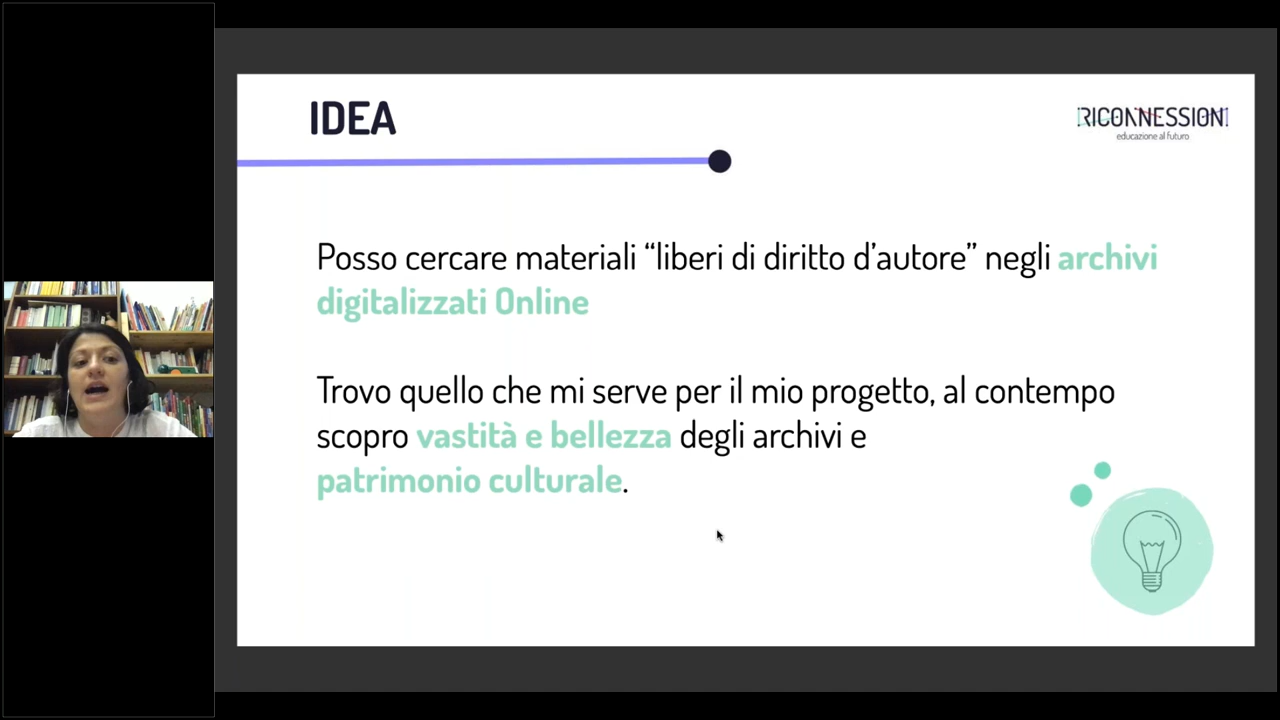 IDEA
RICONNESSIONI
educazione al futuro
Posso cercare materiali “liberi di diritto d’autore” negli archivi
digitalizzati Online
Trovo quello che mi serve per il mio progetto, al contempo
scopro vastità e bellezza degli archivi e
patrimonio culturale.